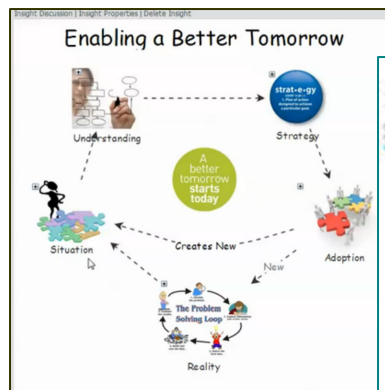 Insight Discussion | Insight Properties | Delete Insight
Enabling a Better Tomorrow
strat·e·gy
Understanding
Strategy
A
better
tomorrow
starts
today
Situation
Creates New
Adoption
New
The Problem
Solving Loop
Reality